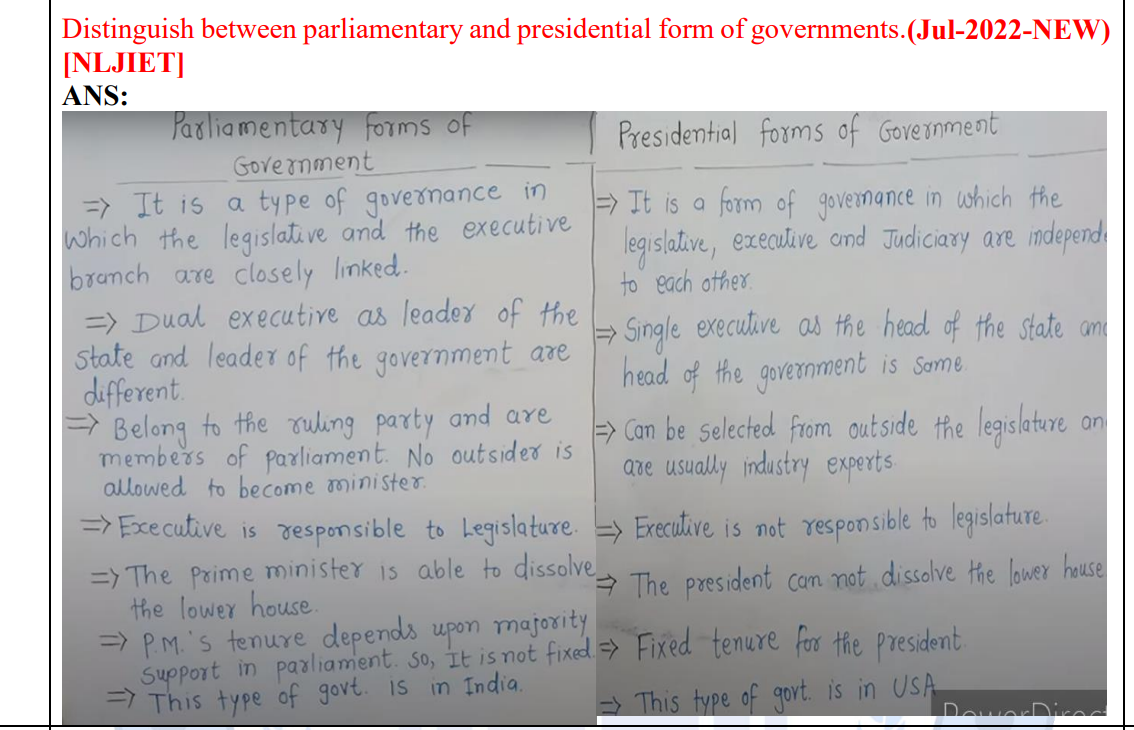 Distinguish between parliamentary and presidential form of governments.(Jul-2022-NEW)
[NLJIET]
ANS:
Parliamentary forms of
Government
=> It is a type of governance in
which the legislative and the executive
branch are closely linked.
=> Dual executive as leader of the
state and leader of the government are
different.
=> Belong to the ruling party and are
members of parliament. No outsider is
allowed to become minister.
=> Executive is responsible to Legislature.
=> The prime minister is able to dissolve
the lower house.
=> P.M.'s tenure depends upon majority
support in parliament. So, It is not fixed.
=> This type of govt. is in India.
Presidential forms of Government
=> It is a form of governance in which the
legislative, executive and Judiciary are independe
to each other.
=> Single executive as the head of the state and
head of the government is same.
=> Can be selected from outside the legislature an
are usually industry experts.
=> Executive is not responsible to legislature.
=> The president can not dissolve the lower house
=> Fixed tenure for the president.
=> This type of govt. is in USA
PowerDirect